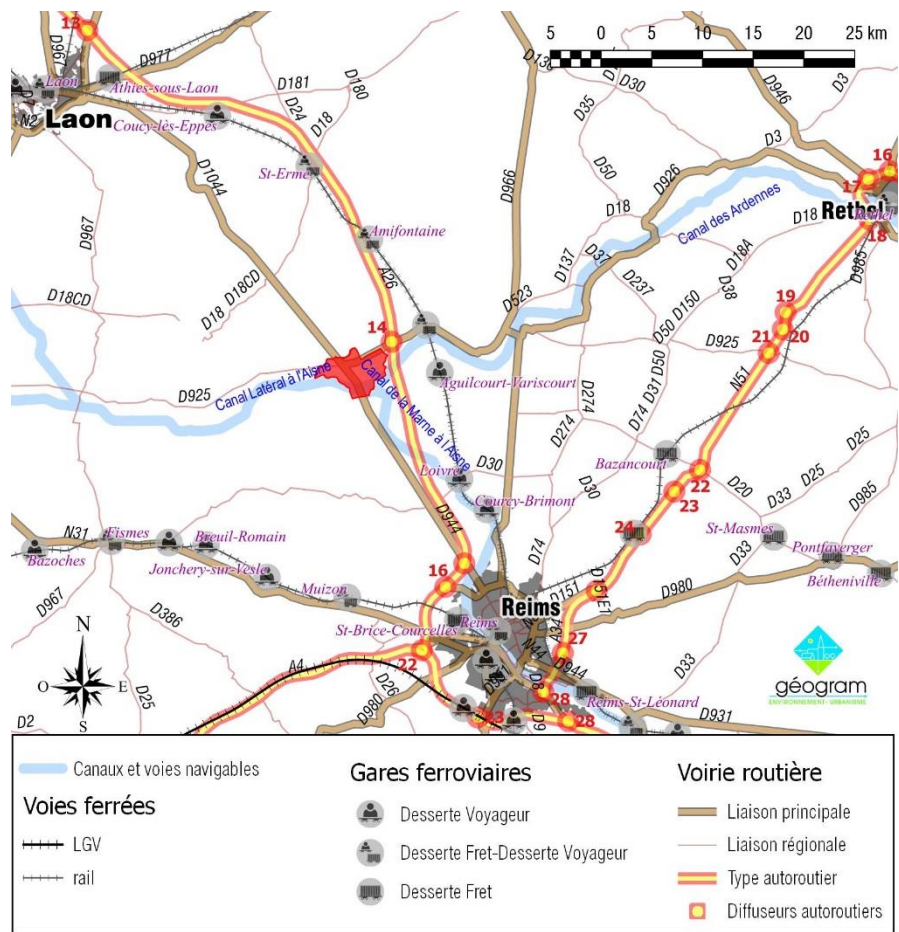 13
D967
D977
5 0 5 10 15 20 25 km
Laon
Athies-sous-Laon
D181
D180
D30
D3
D946
D35
N2
Laon
Coucy-lès-Eppes
D24
D18
D3
D1044
St-Erme
D50
D926
16
17
D966
D967
Rethel
Rethel
18
Canal des Ardennes
D18
D18
Amifontaine
D137
D37
D18A
D985
A26
D237
D38
D18CD
D18
D18CD
D523
D150
19
14
D50
20
D925
21
Canal Latéral à l'Aisne
D925
Aguilcourt-Variscourt
D50
N51
Canal de la Marne à l'Aisne
D31
D274
D74
D274
D25
Bazancourt
Loivre
D30
22
D30
D20
D25
23
D33
D985
Courcy-Brimont
D944
24
St-Masmes
N31
Fismes
Breuil-Romain
D74
D33
Pontfaverger
Bazoches
Jonchery-sur-Vesle
Bétheniville
16
D980
Muizon
D151
D151E1
D967
D386
Reims
A34
N
St-Brice-Courcelles
Reims
27
N44
22
D944
D33
A4
O E
D26
D8
géogram
ENVIRONNEMENT - URBANISME
D25
D980
28
Reims-St-Léonard
S
23
D9
28
D931
D2
Canaux et voies navigables
Voies ferrées
LGV
rail
Gares ferroviaires
Desserte Voyageur
Desserte Fret-Desserte Voyageur
Desserte Fret
Voirie routière
Liaison principale
Liaison régionale
Type autoroutier
Diffuseurs autoroutiers